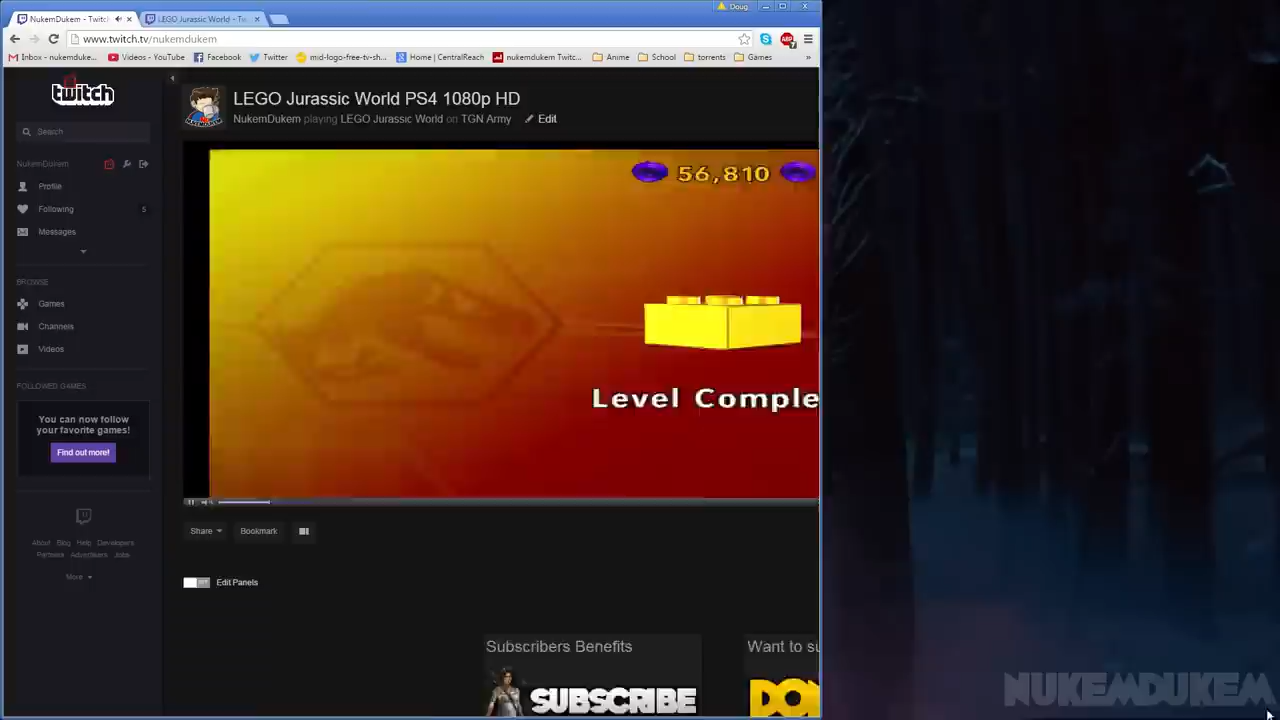 NukemDukem - Twitch
LEGO Jurassic World - Tw
Doug
www.twitch.tv/nukemdukem
Inbox - nukemduke...
Videos - YouTube
Facebook
Twitter
mid-logo-free-tv-sh...
Home | CentralReach
nukemdukem Twitc...
Anime
School
torrents
Games
»
twitch
LEGO Jurassic World PS4 1080p HD
NukemDukem playing LEGO Jurassic World on TGN Army
Edit
Search
56,810
NukemDukem
Profile
Following
5
Messages
BROWSE
Games
Channels
Videos
FOLLOWED GAMES
You can now follow
your favorite games!
Find out more!
Level Comple
Share
Bookmark
About Blog Help Developers
Partners Advertisers Jobs
More
Edit Panels
Subscribers Benefits
Want to su
SUBSCRIBE
DON
NUKEMDUKEM